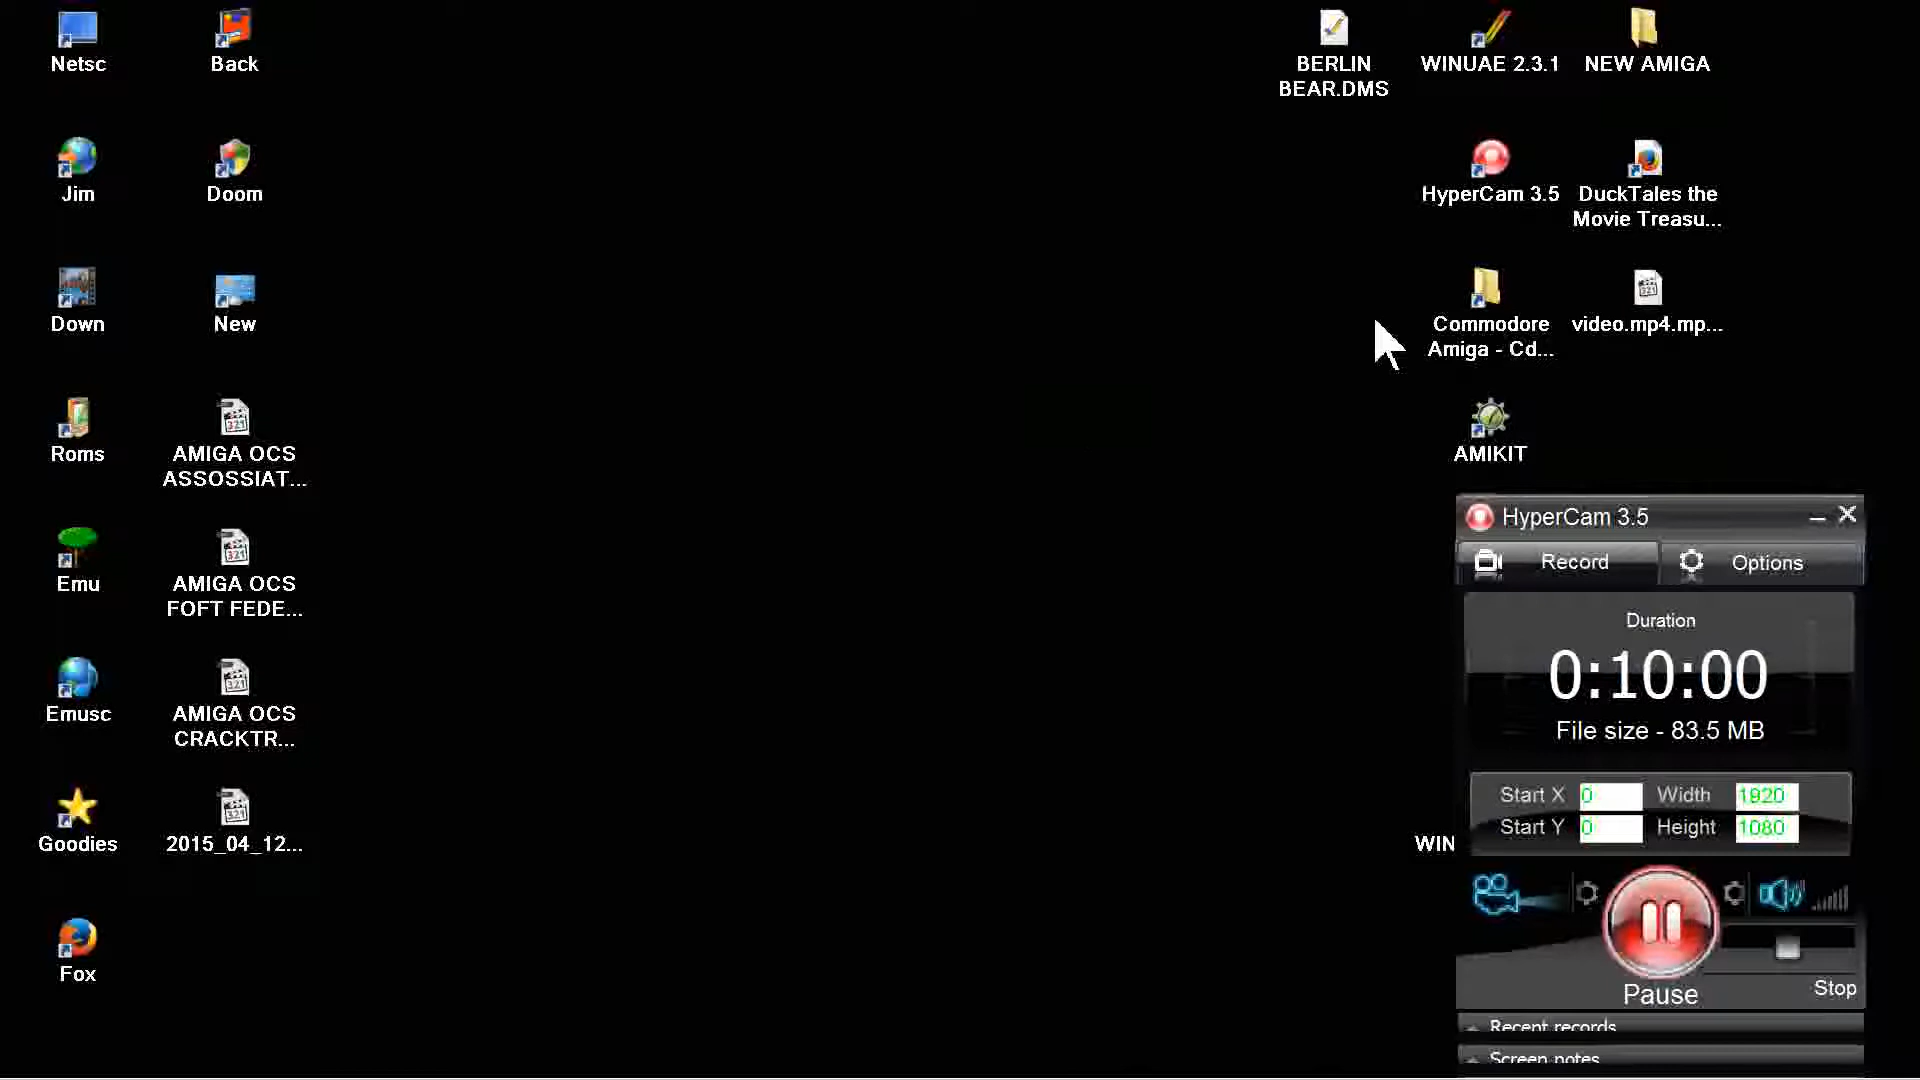 Netsc
Back
BERLIN
BEAR.DMS
WINUAE 2.3.1
NEW AMIGA
Jim
Doom
HyperCam 3.5
DuckTales the
Movie Treasu...
Down
New
Commodore
Amiga - Cd...
video.mp4.mp...
Roms
AMIGA OCS
ASSOSSIAT...
AMIKIT
Emu
AMIGA OCS
FOFT FEDE...
Emusc
AMIGA OCS
CRACKTR...
Goodies
2015_04_12...
WIN
Fox
HyperCam 3.5
Record
Options
Duration
0:10:00
File size - 83.5 MB
Start X 0 Width 1920
Start Y 0 Height 1080
Pause
Stop
Recent records
Screen notes